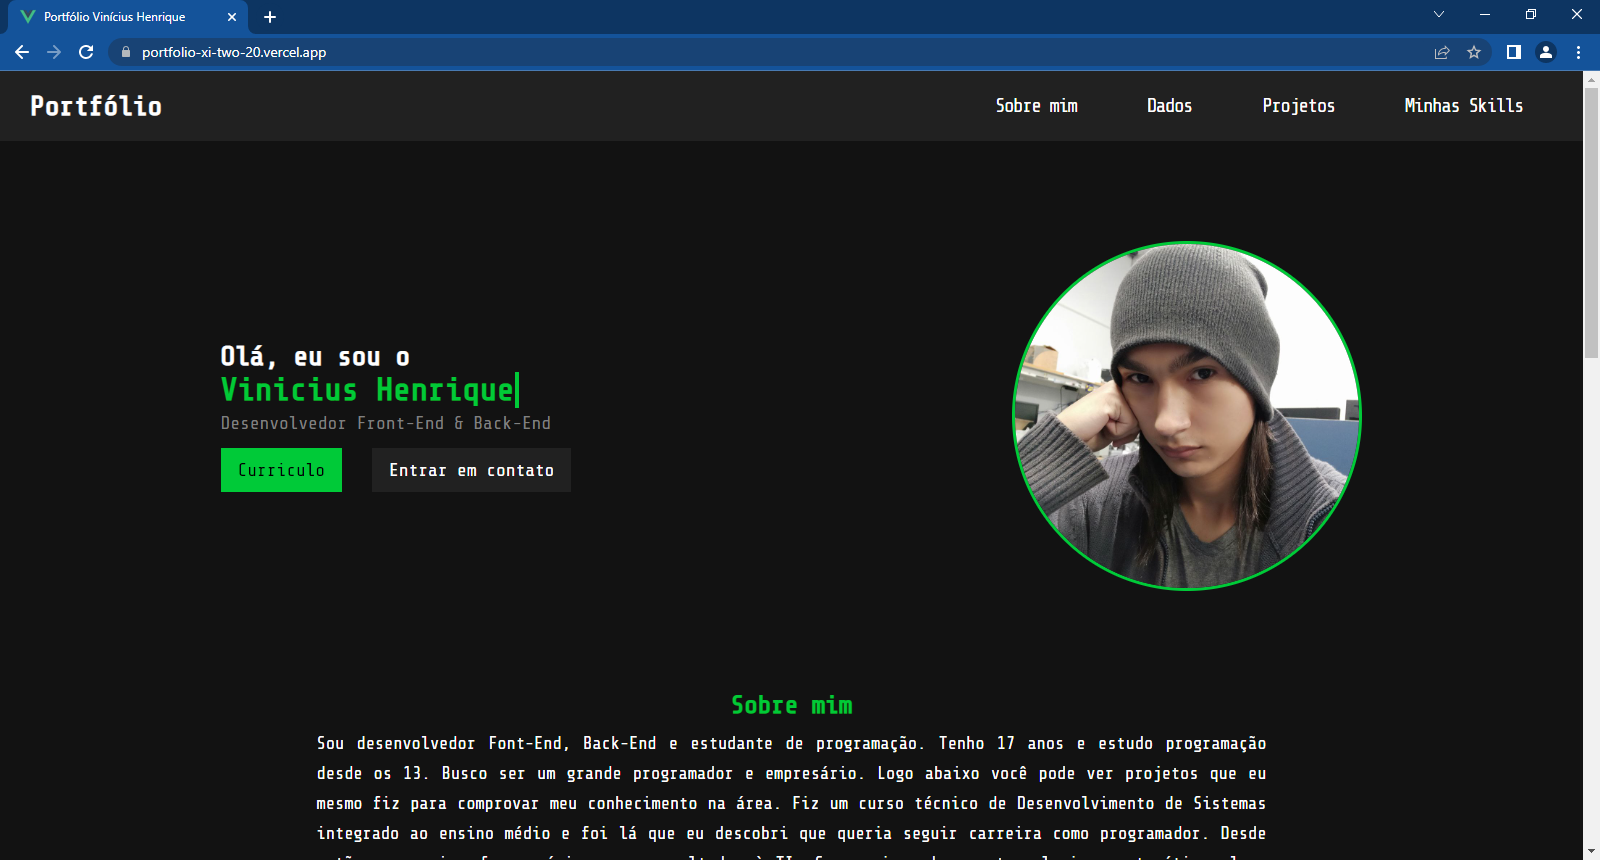 Portfólio Vinícius Henrique
portfolio-xi-two-20.vercel.app
Portfólio
Sobre mim
Dados
Projetos
Minhas Skills
Olá, eu sou o
Vinicius Henrique
Desenvolvedor Front-End & Back-End
Curriculo
Entrar em contato
Sobre mim
Sou desenvolvedor Font-End, Back-End e estudante de programação. Tenho 17 anos e estudo programação
desde os 13. Busco ser um grande programador e empresário. Logo abaixo você pode ver projetos que eu
mesmo fiz para comprovar meu conhecimento na área. Fiz um curso técnico de Desenvolvimento de Sistemas
integrado ao ensino médio e foi lá que eu descobri que queria seguir carreira como programador. Desde